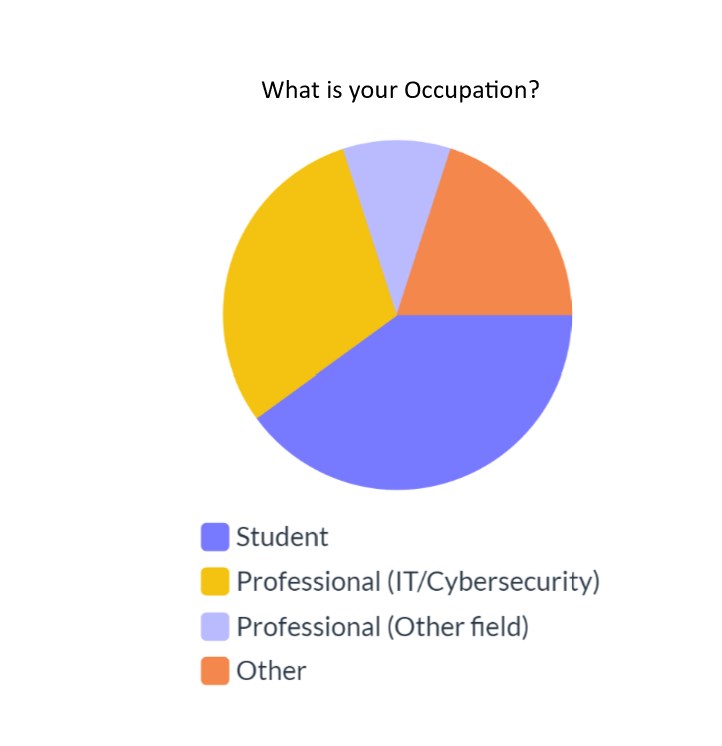 What is your Occupation?
Student
Professional (IT/Cybersecurity)
Professional (Other field)
Other